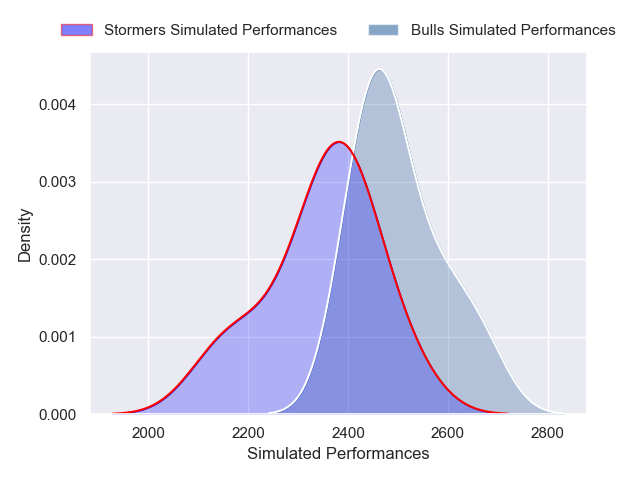 Stormers Simulated Performances Bulls Simulated Performances
0.004
0.003
0.002
0.001
0.000
Density
2000 2200 2400 2600 2800
Simulated Performances